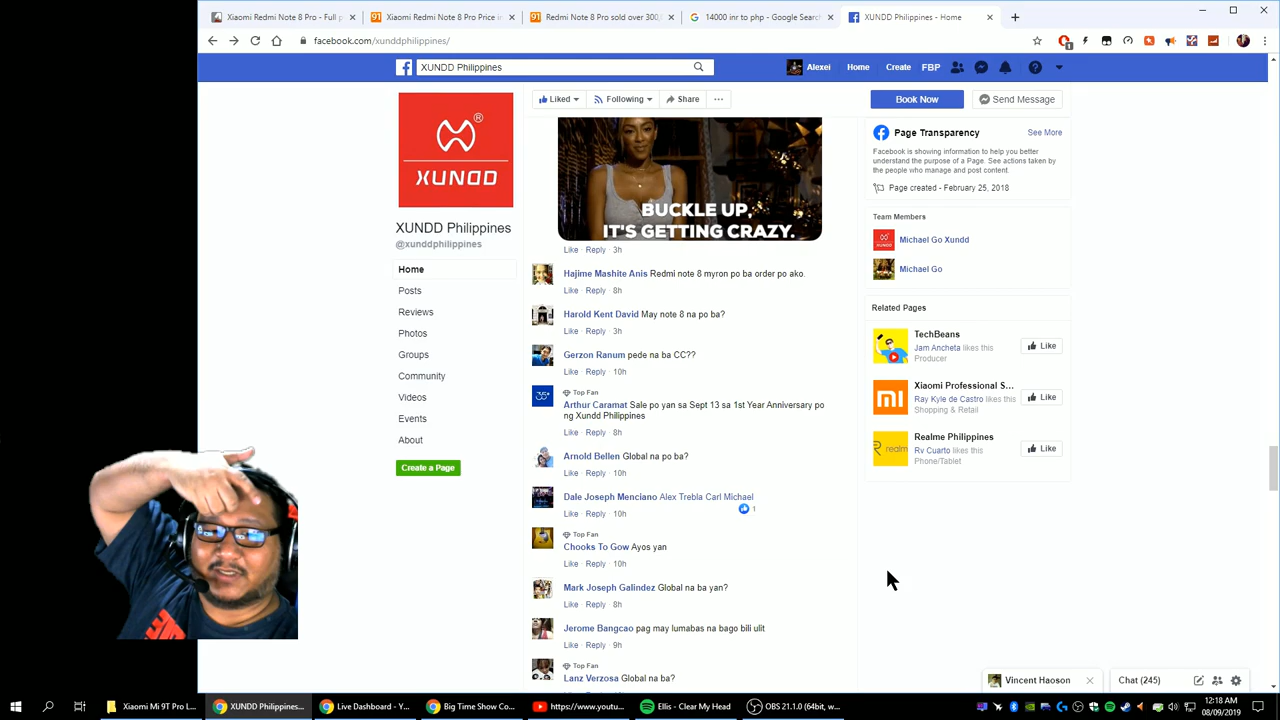 Xiaomi Redmi Note 8 Pro - Full p
Xiaomi Redmi Note 8 Pro Price in
Redmi Note 8 Pro sold over 300,
14000 inr to php - Google Search
XUNDD Philippines - Home
facebook.com/xunddphilippines/
XUNDD Philippines
Alexei Home Create FBP
Liked Following Share ...
Book Now Send Message
XUNDD
XUNDD Philippines
@xunddphilippines
Home
Posts
Reviews
Photos
Groups
Community
Videos
Events
About
Create a Page
BUCKLE UP,
IT'S GETTING CRAZY.
Like · Reply · 3h
Hajime Mashite Anis Redmi note 8 myron po ba order po ako.
Like · Reply · 8h
Harold Kent David May note 8 na po ba?
Like · Reply · 3h
Gerzon Ranum pede na ba CC??
Like · Reply · 10h
Top Fan
Arthur Caramat Sale po yan sa Sept 13 sa 1st Year Anniversary po
ng Xundd Philippines
Like · Reply · 8h
Arnold Bellen Global na po ba?
Like · Reply · 10h
Dale Joseph Menciano Alex Trebla Carl Michael
1
Like · Reply · 10h
Top Fan
Chooks To Gow Ayos yan
Like · Reply · 10h
Mark Joseph Galindez Global na ba yan?
Like · Reply · 8h
Jerome Bangcao pag may lumabas na bago bili ulit
Like · Reply · 9h
Top Fan
Lanz Verzosa Global na ba?
Page Transparency See More
Facebook is showing information to help you better
understand the purpose of a Page. See actions taken by
the people who manage and post content.
Page created - February 25, 2018
Team Members
Michael Go Xundd
Michael Go
Related Pages
TechBeans
Jam Ancheta likes this
Producer
Like
Xiaomi Professional S...
Ray Kyle de Castro likes this
Shopping & Retail
Like
Realme Philippines
Rv Cuarto likes this
Phone/Tablet
Like
Vincent Haoson
Chat (245)
Xiaomi Mi 9T Pro L...
XUNDD Philippines...
Live Dashboard - Y...
Big Time Show Co...
https://www.youtu...
Ellis - Clear My Head
OBS 21.1.0 (64bit, w...
12:18 AM
08/09/2019